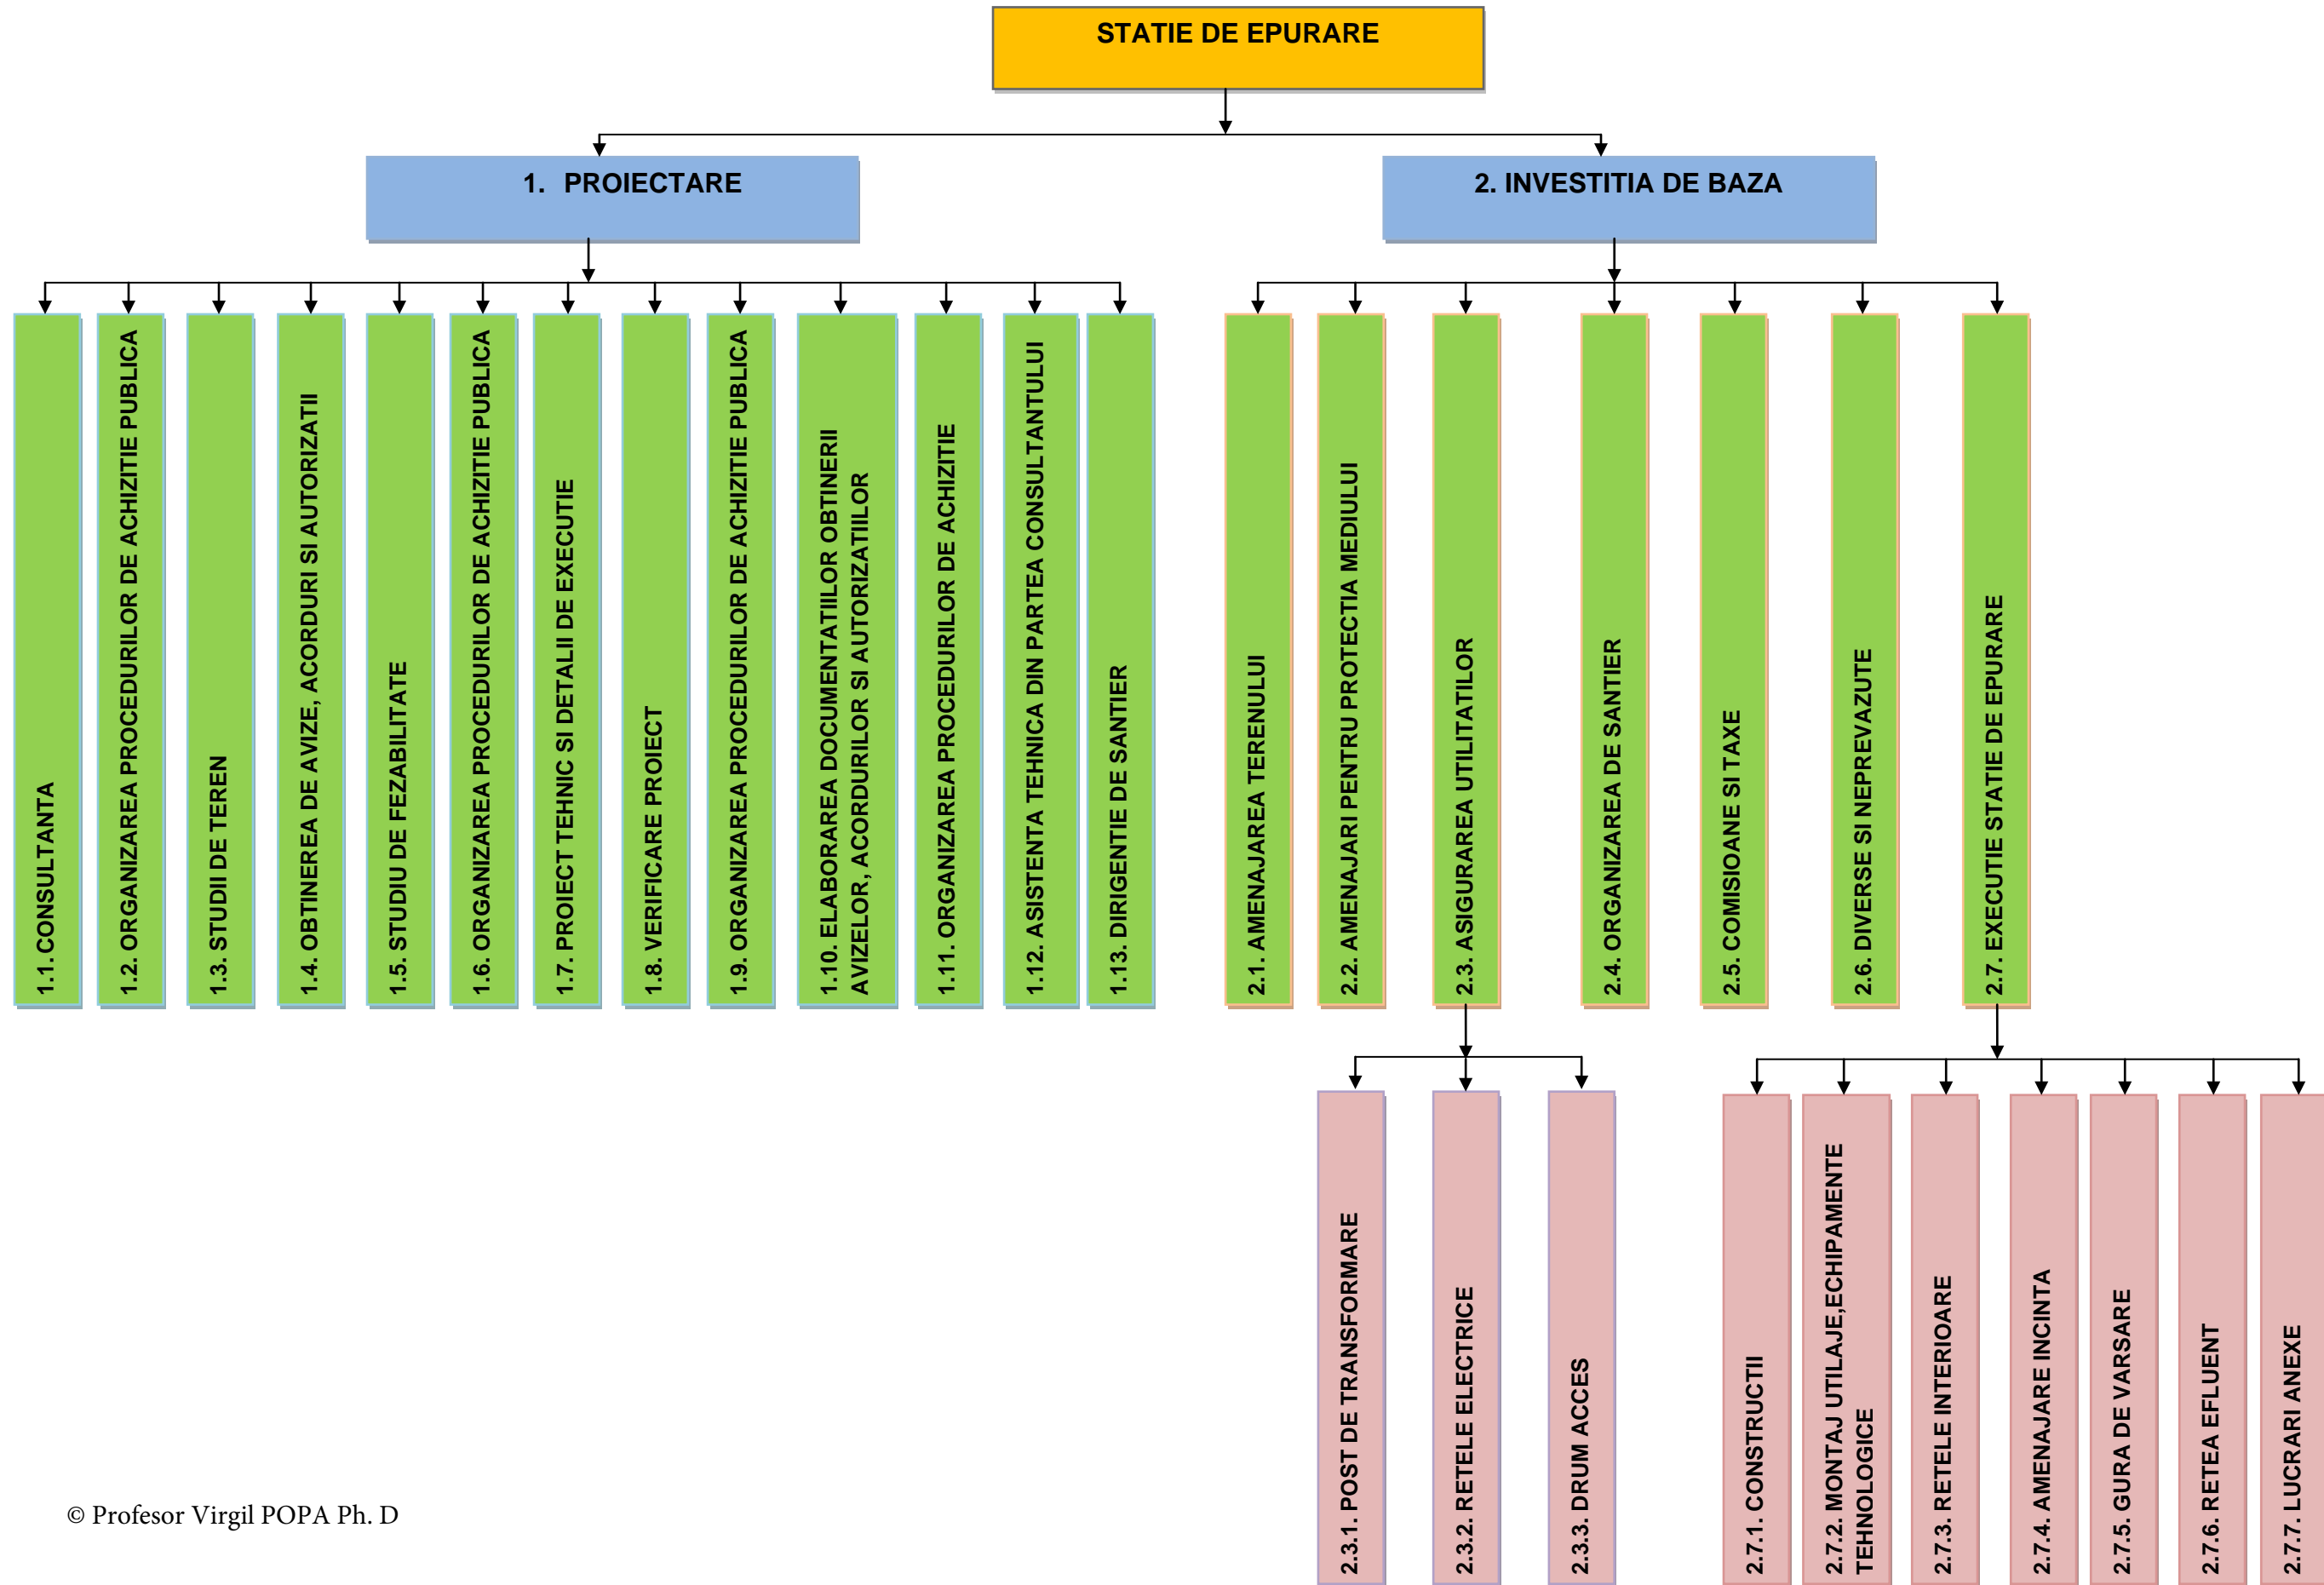 STATIE DE EPURARE
1. PROIECTARE
2. INVESTITIA DE BAZA
1.1. CONSULTANTA
1.2. ORGANIZAREA PROCEDURILOR DE ACHIZITIE PUBLICA
1.3. STUDII DE TEREN
1.4. OBTINEREA DE AVIZE, ACORDURI SI AUTORIZATII
1.5. STUDIU DE FEZABILITATE
1.6. ORGANIZAREA PROCEDURILOR DE ACHIZITIE PUBLICA
1.7. PROIECT TEHNIC SI DETALII DE EXECUTIE
1.8. VERIFICARE PROIECT
1.9. ORGANIZAREA PROCEDURILOR DE ACHIZITIE PUBLICA
1.10. ELABORAREA DOCUMENTATIILOR OBTINERII
AVIZELOR, ACORDURILOR SI AUTORIZATIILOR
1.11. ORGANIZAREA PROCEDURILOR DE ACHIZITIE
1.12. ASISTENTA TEHNICA DIN PARTEA CONSULTANTULUI
1.13. DIRIGENTIE DE SANTIER
2.1. AMENAJAREA TERENULUI
2.2. AMENAJARI PENTRU PROTECTIA MEDIULUI
2.3. ASIGURAREA UTILITATILOR
2.4. ORGANIZAREA DE SANTIER
2.5. COMISIOANE SI TAXE
2.6. DIVERSE SI NEPREVAZUTE
2.7. EXECUTIE STATIE DE EPURARE
2.3.1. POST DE TRANSFORMARE
2.3.2. RETELE ELECTRICE
2.3.3. DRUM ACCES
2.7.1. CONSTRUCTII
2.7.2. MONTAJ UTILAJE,ECHIPAMENTE
TEHNOLOGICE
2.7.3. RETELE INTERIOARE
2.7.4. AMENAJARE INCINTA
2.7.5. GURA DE VARSARE
2.7.6. RETEA EFLUENT
2.7.7. LUCRARI ANEXE
© Profesor Virgil POPA Ph. D